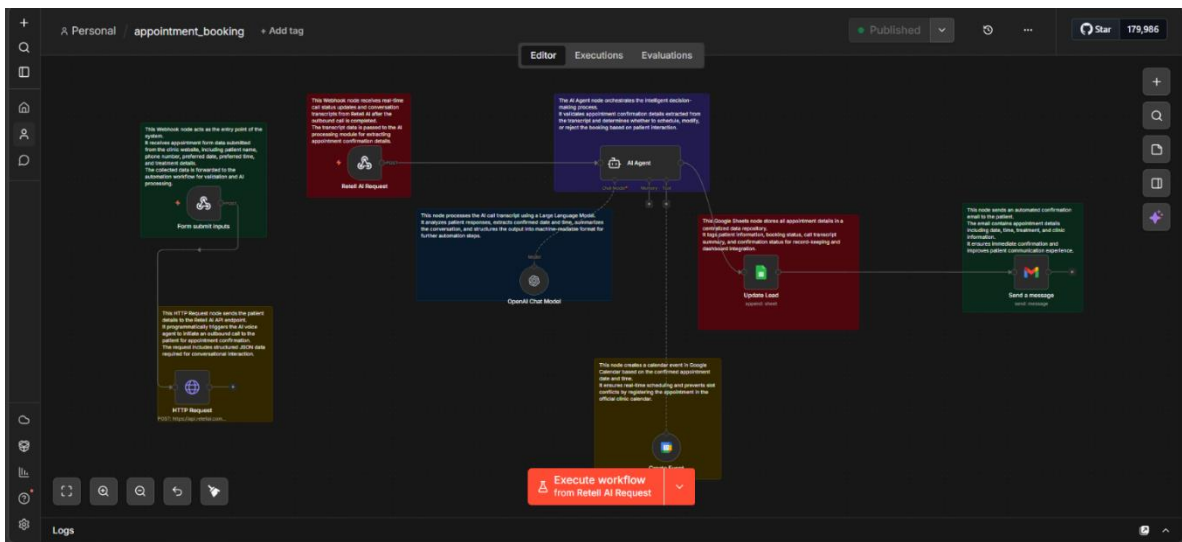 Personal / appointment_booking + Add tag
Published
Star 179,986
Editor Executions Evaluations
This Webhook node receives real-time
call status updates and conversation
transcripts from Retell AI after the
outbound call is completed.
The transcript data is passed to the AI
processing module for extracting
appointment confirmation details.
Retell AI Request
The AI Agent node orchestrates the intelligent decision-
making process.
It validates appointment confirmation details extracted from
the transcript and determines whether to schedule, modify,
or reject the booking based on patient interaction.
AI Agent
Chat Model* Memory Tool
This Webhook node acts as the entry point of the
system.
It receives appointment form data submitted
from the clinic website, including patient name,
phone number, preferred date, preferred time,
and treatment details.
The collected data is forwarded to the
automation workflow for validation and AI
processing.
Form submit inputs
This node processes the AI call transcript using a Large Language Model.
It analyzes patient responses, extracts confirmed date and time, summarizes
the conversation, and structures the output into machine-readable format for
further automation steps.
Model
OpenAI Chat Model
This Google Sheets node stores all appointment details in a
centralized data repository.
It logs patient information, booking status, call transcript
summary, and confirmation status for record-keeping and
dashboard integration.
Update Lead
append: sheet
This node sends an automated confirmation
email to the patient.
The email contains appointment details
including date, time, treatment, and clinic
information.
It ensures immediate confirmation and
improves patient communication experience.
Send a message
send: message
This HTTP Request node sends the patient
details to the Retell AI API endpoint.
It programmatically triggers the AI voice
agent to initiate an outbound call to the
patient for appointment confirmation.
The request includes structured JSON data
required for conversational interaction.
HTTP Request
POST: https://api.retellai.com...
This node creates a calendar event in Google
Calendar based on the confirmed appointment
date and time.
It ensures real-time scheduling and prevents slot
conflicts by registering the appointment in the
official clinic calendar.
Execute workflow
from Retell AI Request
Logs